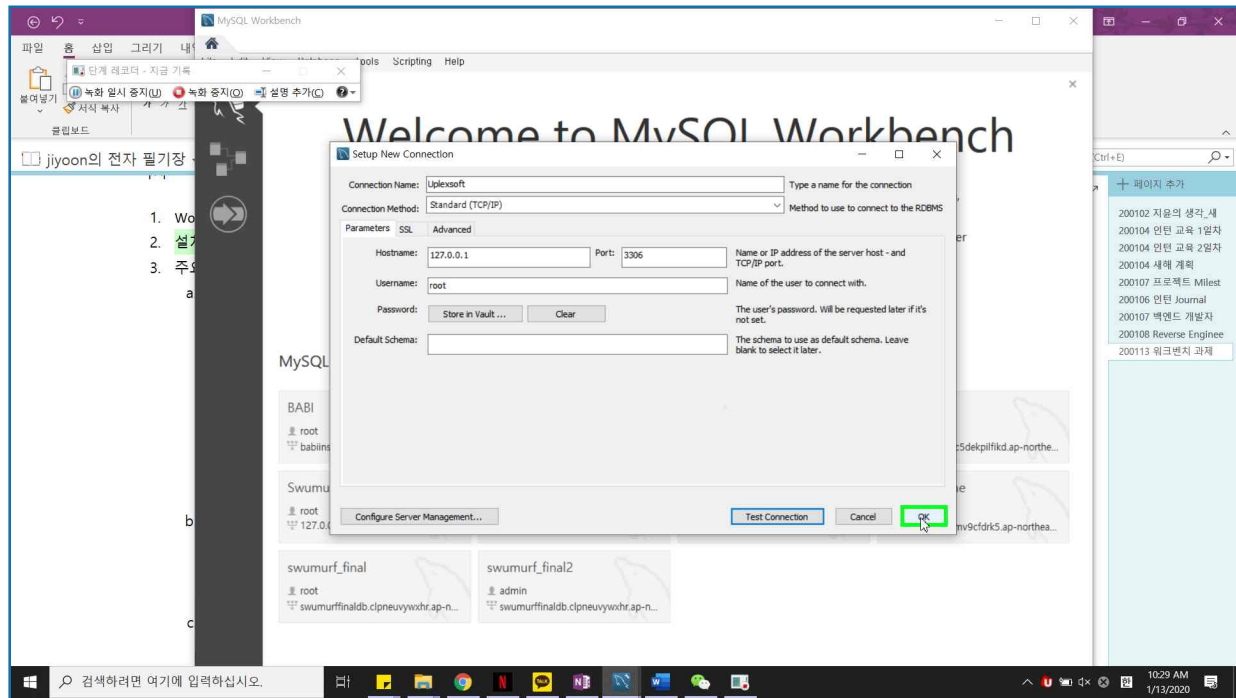 MySQL Workbench
파일 홈 삽입 그리기
Tools Scripting Help
단계 레코더 - 지금 기록
녹화 일시 중지(U) 녹화 중지(O) 설명 추가(C)
붙여넣기
서식 복사
클립보드
Welcome to MySQL Workbench
jiyoon의 전자 필기장
Ctrl+E)
Setup New Connection
Connection Name: Uplexsoft Type a name for the connection
Connection Method: Standard (TCP/IP) Method to use to connect to the RDBMS
Parameters SSL Advanced
Hostname: 127.0.0.1 Port: 3306 Name or IP address of the server host - and
TCP/IP port.
Username: root Name of the user to connect with.
Password: Store in Vault ... Clear The user's password. Will be requested later if it's
not set.
Default Schema: The schema to use as default schema. Leave
blank to select it later.
Configure Server Management... Test Connection Cancel OK
1. Wo
2. 설
3. 주요
a
b
c
페이지 추가
200102 지윤의 생각_새
200104 인턴 교육 1일차
200104 인턴 교육 2일차
200104 새해 계획
200107 프로젝트 Milest
200106 인턴 Journal
200107 백엔드 개발자
200108 Reverse Enginee
200113 워크벤치 과제
MySQL
BABI
root
babiins
c5dekpilfikd.ap-northe...
Swumu
root
127.0.0
mv9cfdrk5.ap-northea...
swumurf_final
root
swumurffinaldb.clpneuvywxhr.ap-n...
swumurf_final2
admin
swumurffinaldb.clpneuvywxhr.ap-n...
검색하려면 여기에 입력하십시오.
한
10:29 AM
1/13/2020